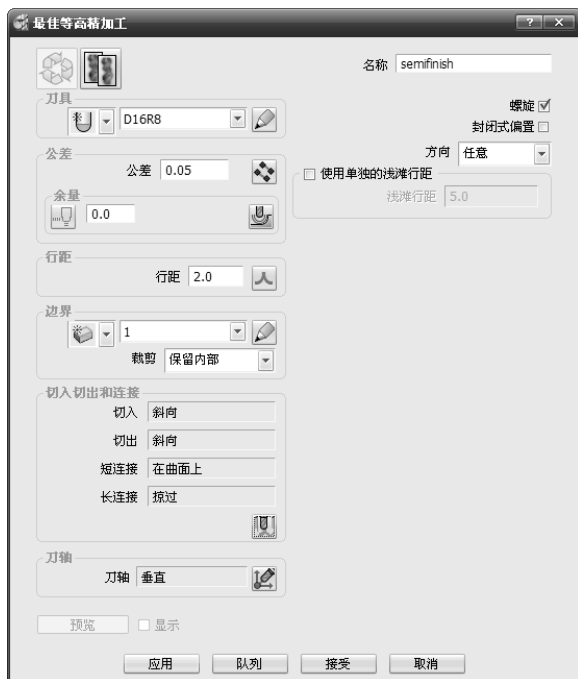 最佳等高精加工
名称 semifinish
刀具
D16R8
螺旋
封闭式偏置
公差
公差 0.05
方向 任意
使用单独的浅滩行距
浅滩行距 5.0
余量
0.0
行距
行距 2.0
边界
1
裁剪 保留内部
切入切出和连接
切入 斜向
切出 斜向
短连接 在曲面上
长连接 掠过
刀轴
刀轴 垂直
预览 显示
应用 队列 接受 取消